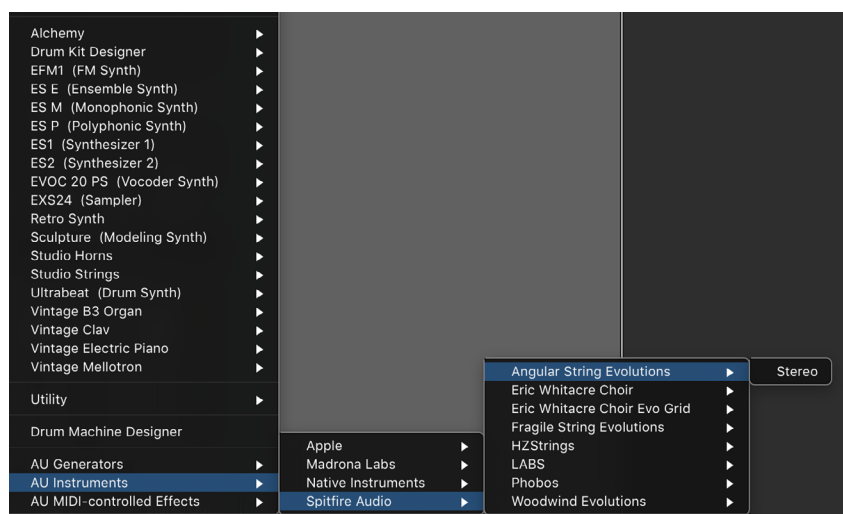 Alchemy
Drum Kit Designer
EFM1 (FM Synth)
ES E (Ensemble Synth)
ES M (Monophonic Synth)
ES P (Polyphonic Synth)
ES1 (Synthesizer 1)
ES2 (Synthesizer 2)
EVOC 20 PS (Vocoder Synth)
EXS24 (Sampler)
Retro Synth
Sculpture (Modeling Synth)
Studio Horns
Studio Strings
Ultrabeat (Drum Synth)
Vintage B3 Organ
Vintage Clav
Vintage Electric Piano
Vintage Mellotron
Utility
Drum Machine Designer
AU Generators
AU Instruments
AU MIDI-controlled Effects
Apple
Madrona Labs
Native Instruments
Spitfire Audio
Angular String Evolutions
Eric Whitacre Choir
Eric Whitacre Choir Evo Grid
Fragile String Evolutions
HZStrings
LABS
Phobos
Woodwind Evolutions
Stereo